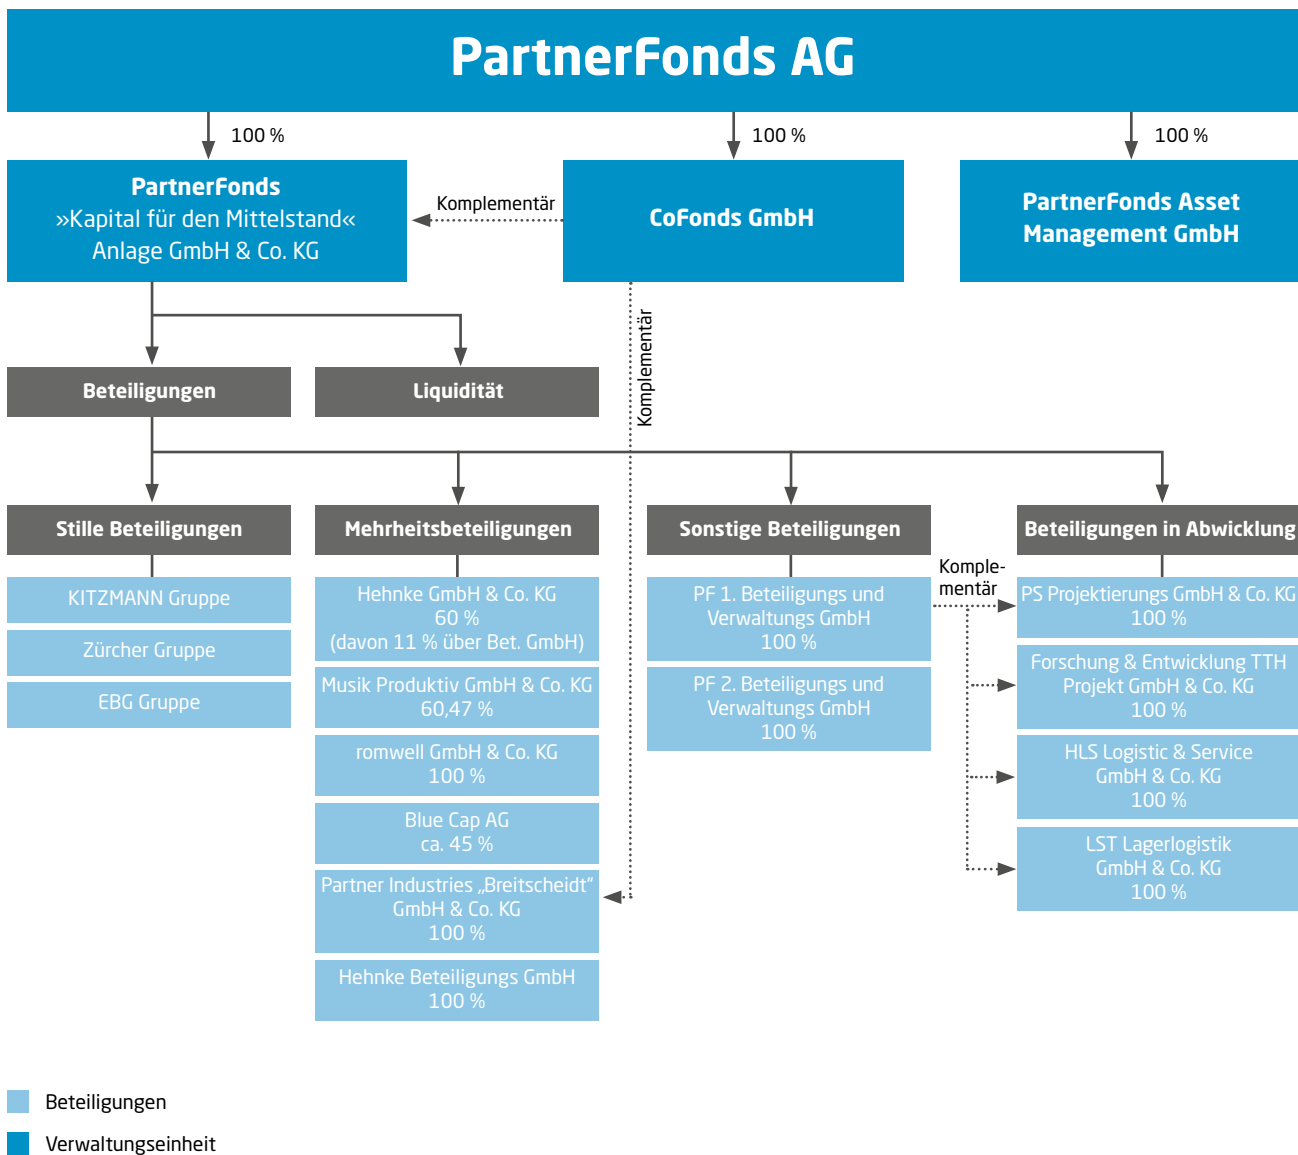 PartnerFonds AG
100 %
100 %
100 %
PartnerFonds
»Kapital für den Mittelstand«
Anlage GmbH & Co. KG
Komplementär
CoFonds GmbH
PartnerFonds Asset
Management GmbH
Komplementär
Beteiligungen
Liquidität
Stille Beteiligungen
KITZMANN Gruppe
Zürcher Gruppe
EBG Gruppe
Mehrheitsbeteiligungen
Hehnke GmbH & Co. KG
60 %
(davon 11 % über Bet. GmbH)
Musik Produktiv GmbH & Co. KG
60,47 %
romwell GmbH & Co. KG
100 %
Blue Cap AG
ca. 45 %
Partner Industries „Breitscheidt“
GmbH & Co. KG
100 %
Hehnke Beteiligungs GmbH
100 %
Sonstige Beteiligungen
PF 1. Beteiligungs und
Verwaltungs GmbH
100 %
PF 2. Beteiligungs und
Verwaltungs GmbH
100 %
Komple-
mentär
Beteiligungen in Abwicklung
PS Projektierungs GmbH & Co. KG
100 %
Forschung & Entwicklung TTH
Projekt GmbH & Co. KG
100 %
HLS Logistic & Service
GmbH & Co. KG
100 %
LST Lagerlogistik
GmbH & Co. KG
100 %
Beteiligungen
Verwaltungseinheit